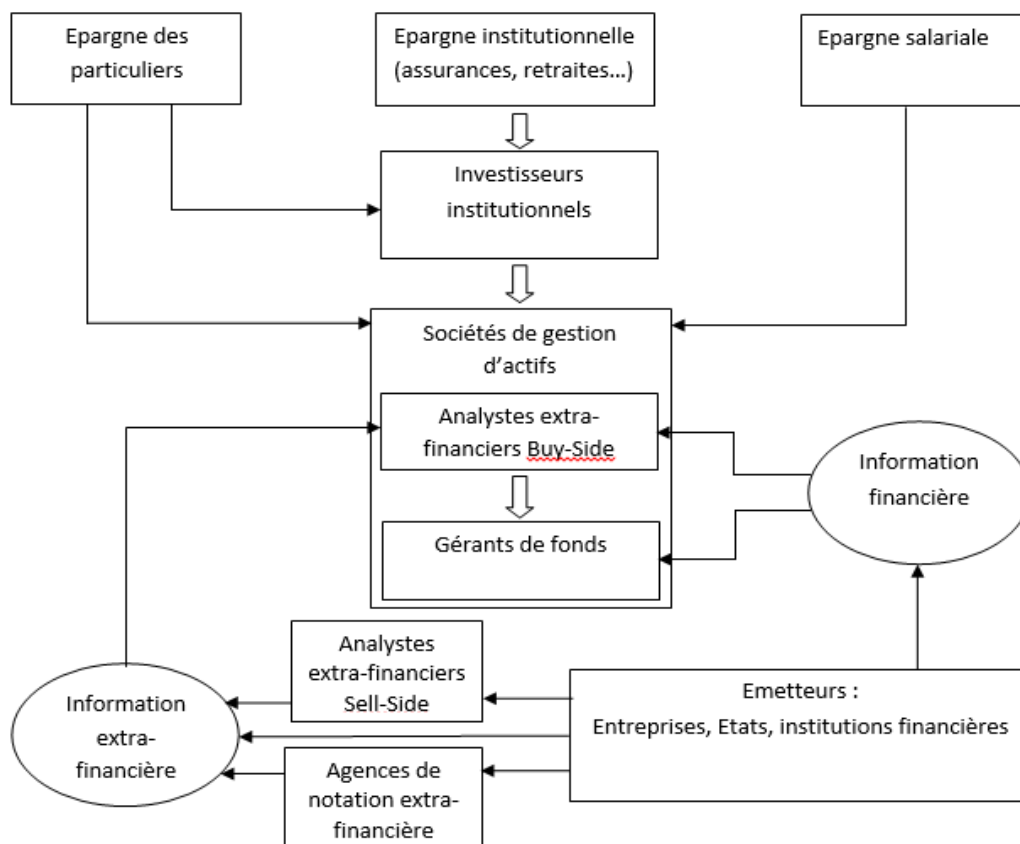 Epargne des
particuliers
Epargne institutionnelle
(assurances, retraites...)
Epargne salariale
Investisseurs
institutionnels
Sociétés de gestion
d'actifs
Analystes extra-
financiers Buy-Side
Gérants de fonds
Information
financière
Analystes
extra-financiers
Sell-Side
Information
extra-
financière
Emetteurs :
Entreprises, Etats, institutions financières
Agences de
notation extra-
financière